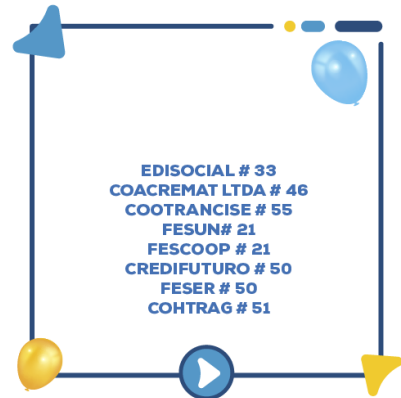 EDISOCIAL # 33
COACREMAT LTDA # 46
COOTRANCISE # 55
FESUN# 21
FESCOOP # 21
CREDIFUTURO # 50
FESER # 50
COHTRAG # 51